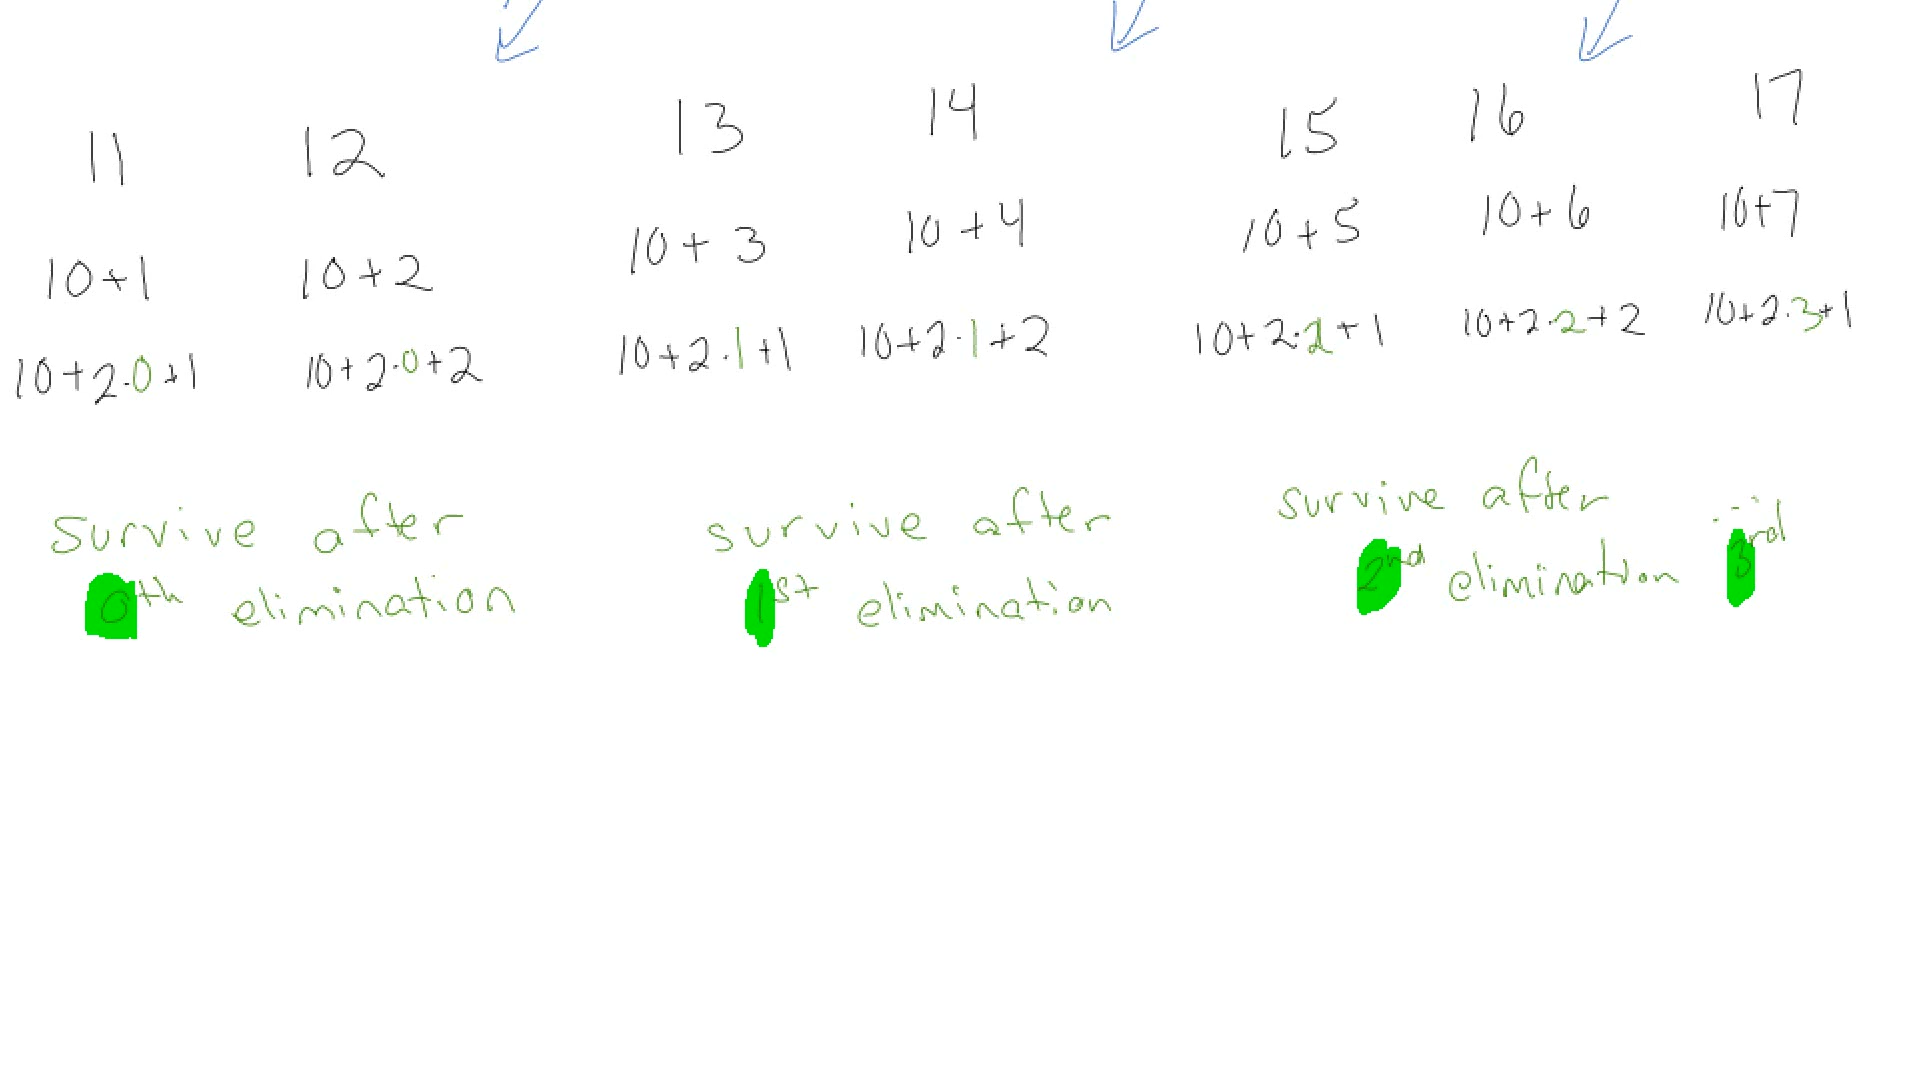 11 12 13 14 15 16 17
10+1 10+2 10+3 10+4 10+5 10+6 10+7
10+2·0+1 10+2·0+2 10+2·1+1 10+2·1+2 10+2·2+1 10+2·2+2 10+2·3+1
survive after
0th elimination
survive after
1st elimination
survive after
2nd elimination
...
3rd